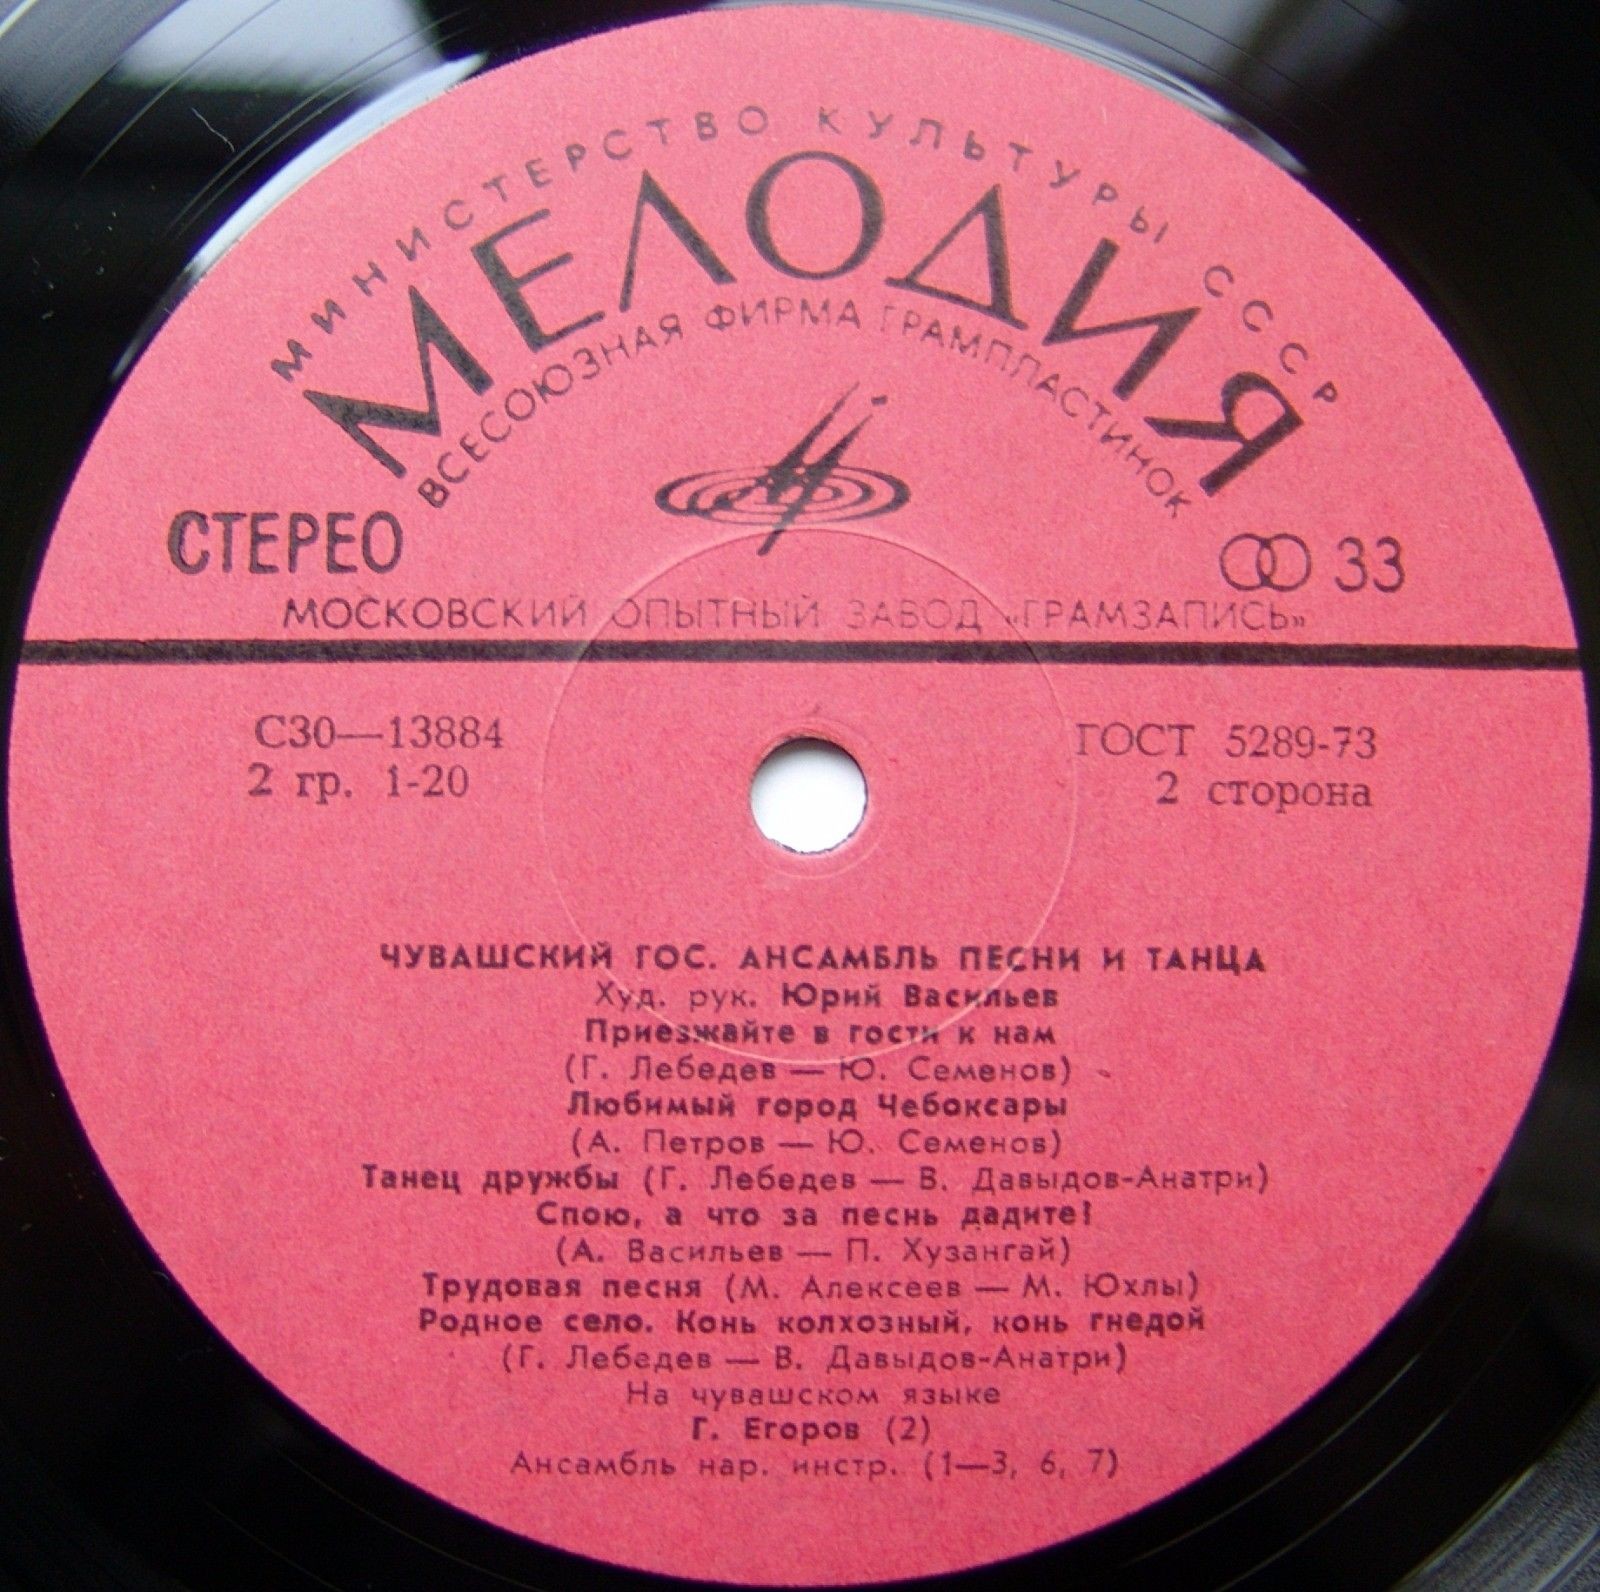 МИНИСТЕРСТВО КУЛЬТУРЫ СССР
МЕЛОДИЯ
ВСЕСОЮЗНАЯ ФИРМА ГРАМПЛАСТИНОК
СТЕРЕО
33
МОСКОВСКИЙ ОПЫТНЫЙ ЗАВОД «ГРАМЗАПИСЬ»
С30—13884
ГОСТ 5289-73
2 гр. 1-20
2 сторона
ЧУВАШСКИЙ ГОС. АНСАМБЛЬ ПЕСНИ И ТАНЦА
Худ. рук. Юрий Васильев
Приезжайте в гости к нам
(Г. Лебедев — Ю. Семенов)
Любимый город Чебоксары
(А. Петров — Ю. Семенов)
Танец дружбы (Г. Лебедев — В. Давыдов-Анатри)
Спою, а что за песнь дадите!
(А. Васильев — П. Хузангай)
Трудовая песня (М. Алексеев — М. Юхлы)
Родное село. Конь колхозный, конь гнедой
(Г. Лебедев — В. Давыдов-Анатри)
На чувашском языке
Г. Егоров (2)
Ансамбль нар. инстр. (1—3, 6, 7)